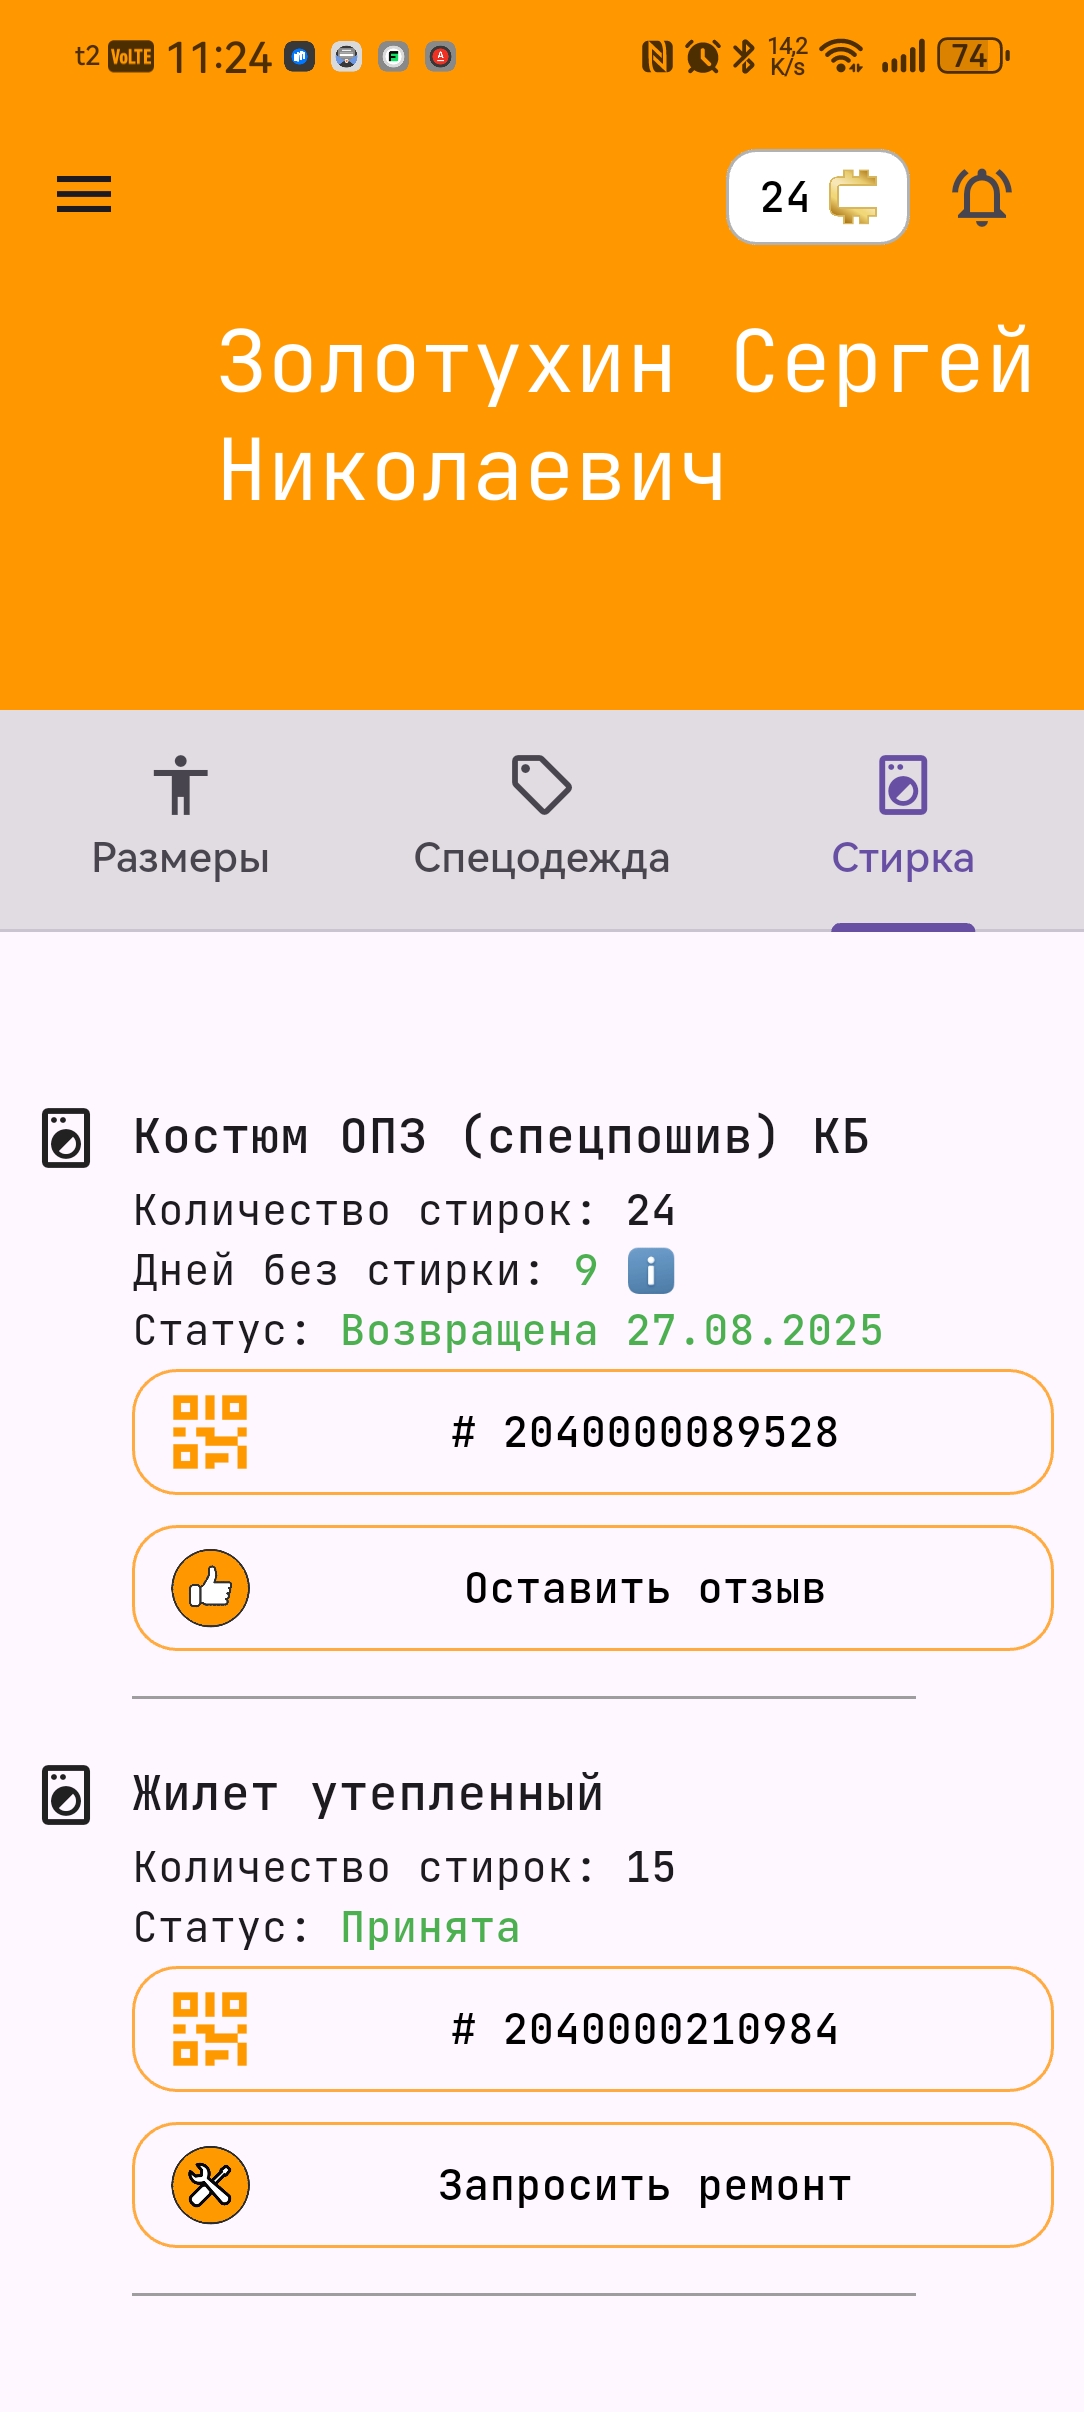 t2 VoLTE 11:24 14,2 K/s 74
24
Золотухин Сергей
Николаевич
Размеры Спецодежда Стирка
Костюм ОПЗ (спецпошив) КБ
Количество стирок: 24
Дней без стирки: 9 ℹ️
Статус: Возвращена 27.08.2025
# 2040000089528
Оставить отзыв
Жилет утепленный
Количество стирок: 15
Статус: Принята
# 2040000210984
Запросить ремонт